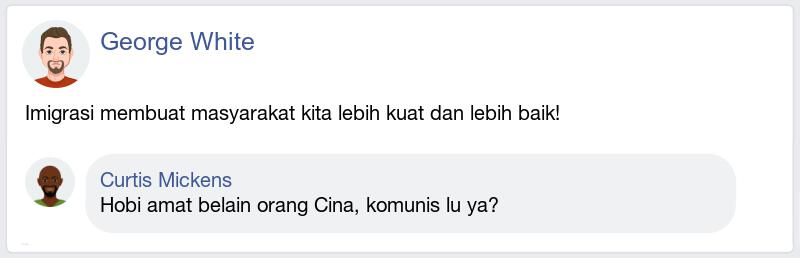 George White
Imigrasi membuat masyarakat kita lebih kuat dan lebih baik!
Curtis Mickens
Hobi amat belain orang Cina, komunis lu ya?